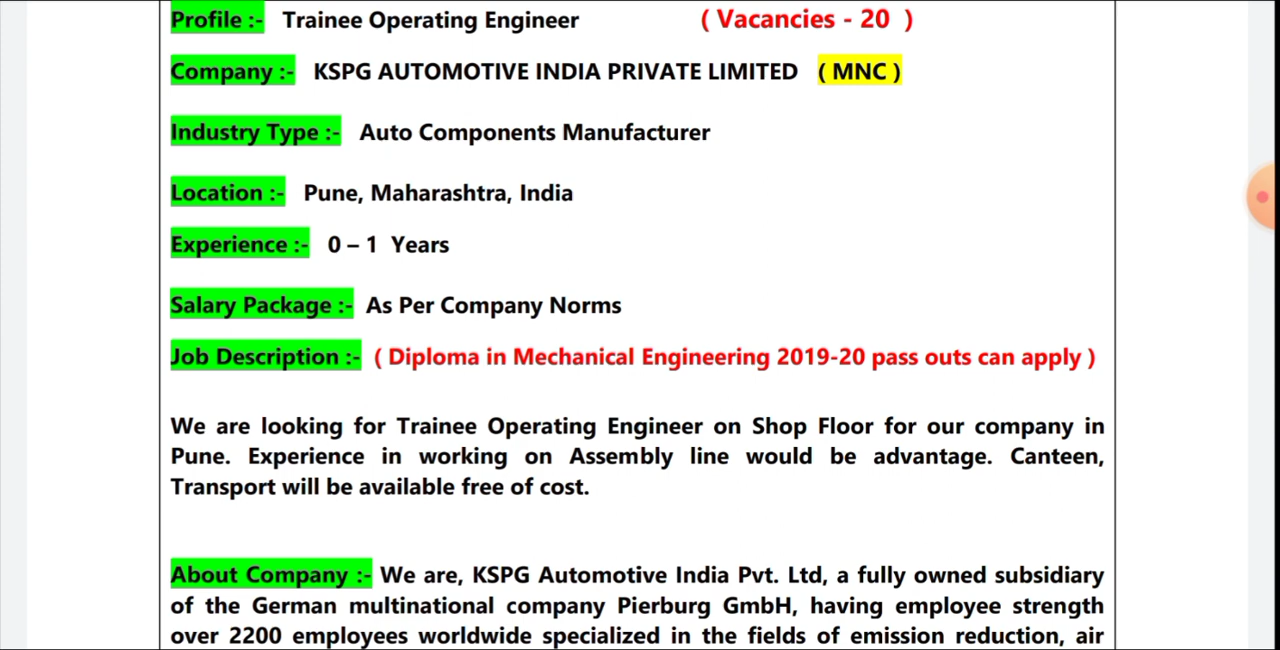 Profile :- Trainee Operating Engineer ( Vacancies - 20 )
Company :- KSPG AUTOMOTIVE INDIA PRIVATE LIMITED ( MNC )
Industry Type :- Auto Components Manufacturer
Location :- Pune, Maharashtra, India
Experience :- 0 – 1 Years
Salary Package :- As Per Company Norms
Job Description :- ( Diploma in Mechanical Engineering 2019-20 pass outs can apply )
We are looking for Trainee Operating Engineer on Shop Floor for our company in
Pune. Experience in working on Assembly line would be advantage. Canteen,
Transport will be available free of cost.
About Company :- We are, KSPG Automotive India Pvt. Ltd, a fully owned subsidiary
of the German multinational company Pierburg GmbH, having employee strength
over 2200 employees worldwide specialized in the fields of emission reduction, air